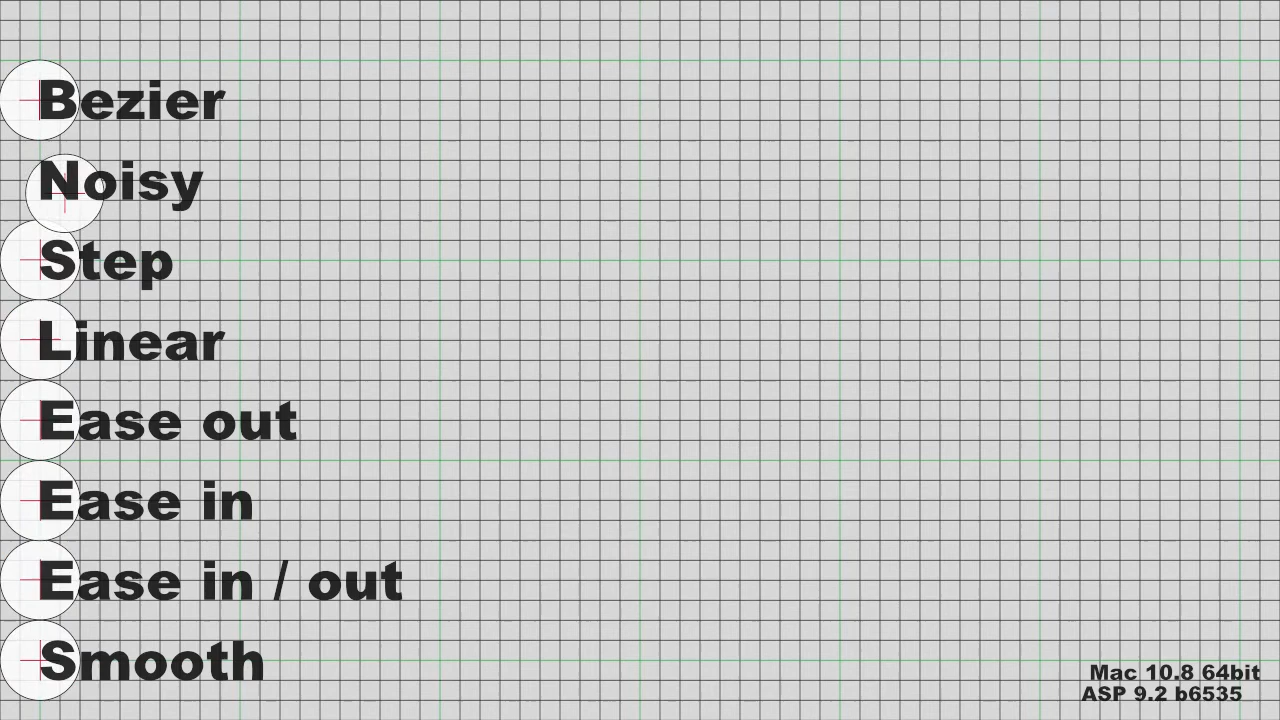 Bezier
Noisy
Step
Linear
Ease out
Ease in
Ease in / out
Smooth
Mac 10.8 64bit
ASP 9.2 b6535